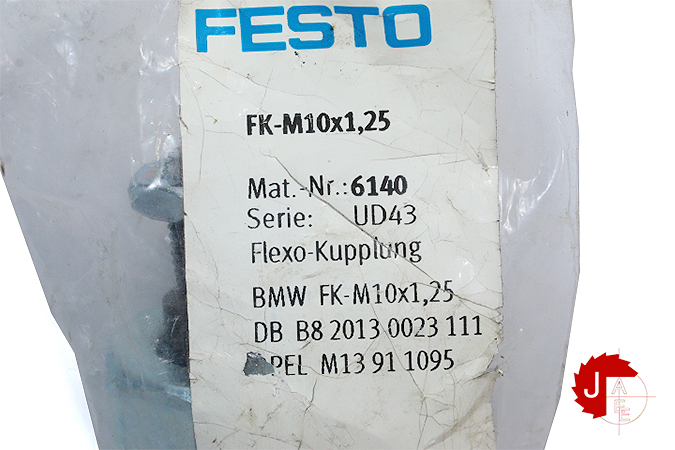 FESTO
FK-M10x1,25
Mat.-Nr.:6140
Serie: UD43
Flexo-Kupplung
BMW FK-M10x1,25
DB B8 2013 0023 111
M13 91 1095
J